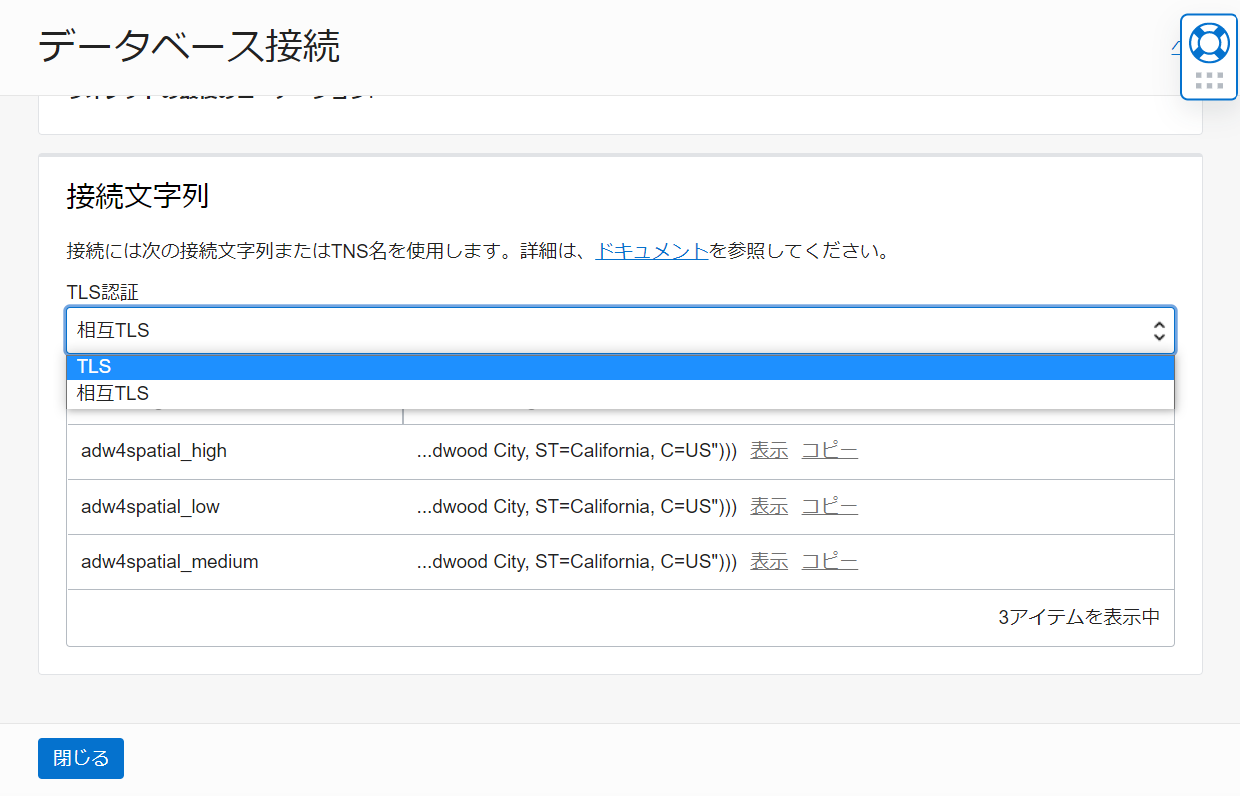 データベース接続
接続文字列
接続には次の接続文字列またはTNS名を使用します。詳細は、ドキュメントを参照してください。
TLS認証
相互TLS
TLS
相互TLS
adw4spatial_high ...dwood City, ST=California, C=US"))) 表示 コピー
adw4spatial_low ...dwood City, ST=California, C=US"))) 表示 コピー
adw4spatial_medium ...dwood City, ST=California, C=US"))) 表示 コピー
3アイテムを表示中
閉じる